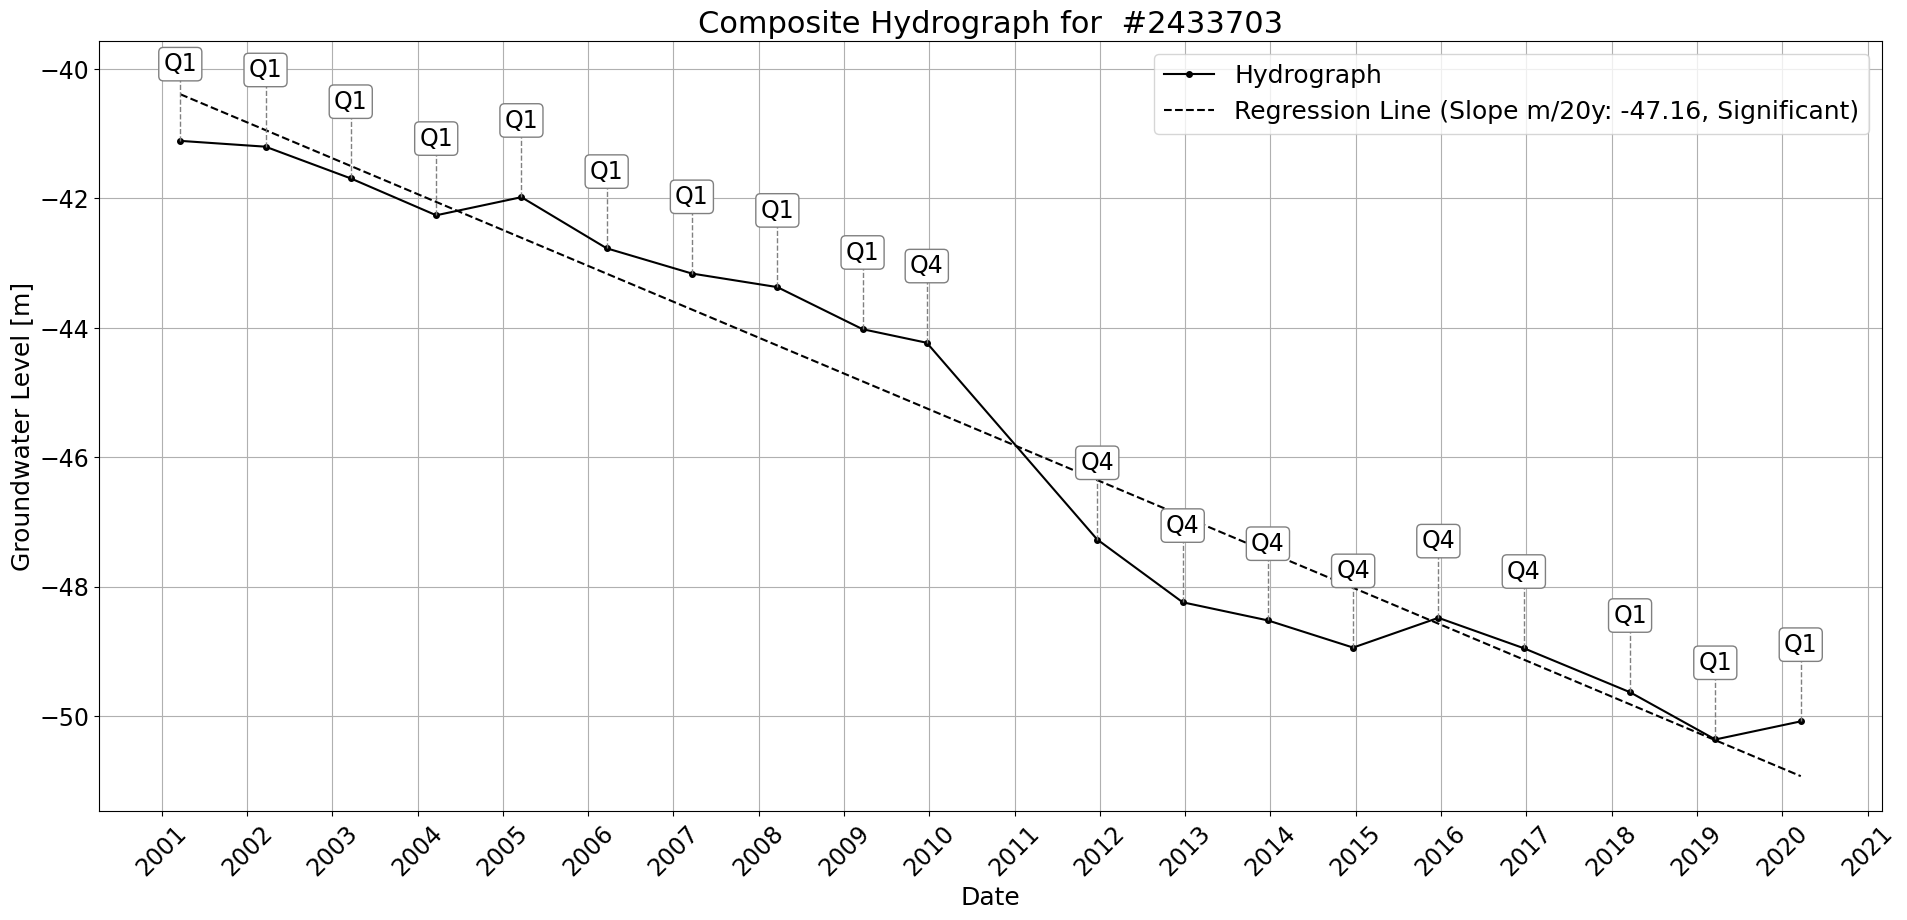 Composite Hydrograph for  #2433703
Hydrograph
Regression Line (Slope m/20y: -47.16, Significant)
Groundwater Level [m]
−40
−42
−44
−46
−48
−50
Q1
Q1
Q1
Q1
Q1
Q1
Q1
Q1
Q1
Q4
Q4
Q4
Q4
Q4
Q4
Q4
Q1
Q1
Q1
2001
2002
2003
2004
2005
2006
2007
2008
2009
2010
2011
2012
2013
2014
2015
2016
2017
2018
2019
2020
2021
Date